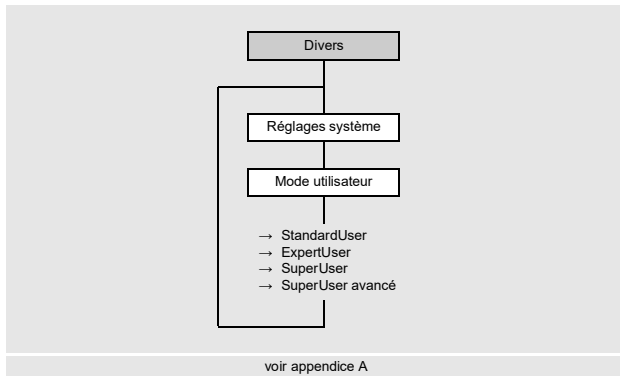 Divers
Réglages système
Mode utilisateur
→ StandardUser
→ ExpertUser
→ SuperUser
→ SuperUser avancé
voir appendice A